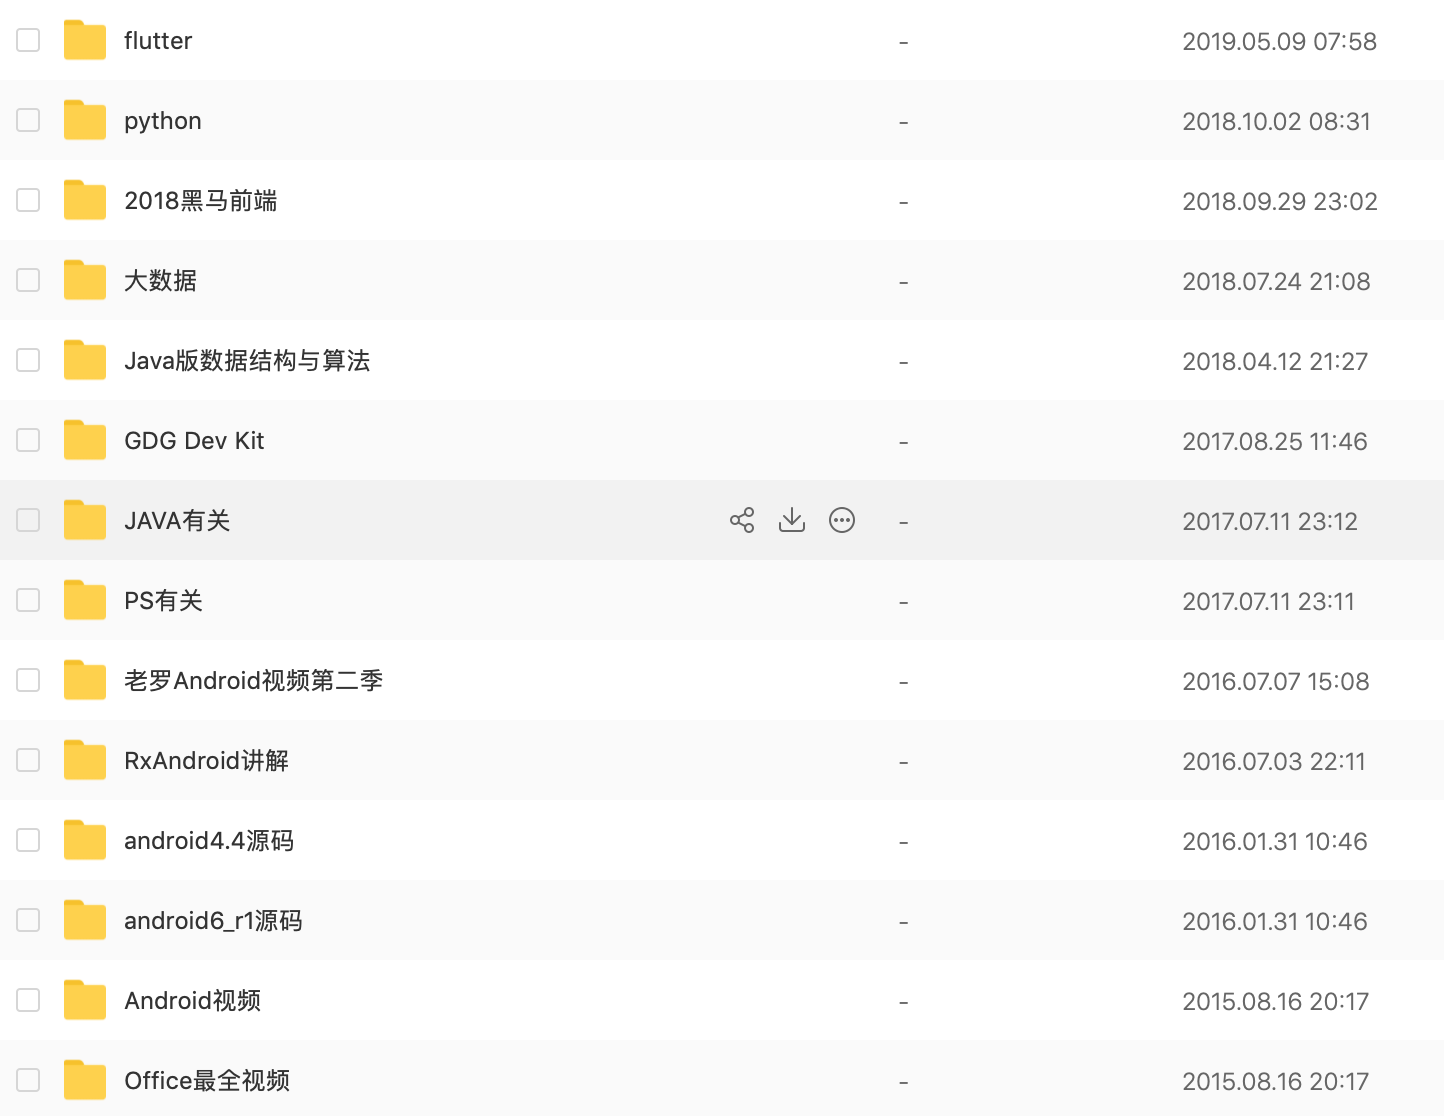 flutter - 2019.05.09 07:58
python - 2018.10.02 08:31
2018黑马前端 - 2018.09.29 23:02
大数据 - 2018.07.24 21:08
Java版数据结构与算法 - 2018.04.12 21:27
GDG Dev Kit - 2017.08.25 11:46
JAVA有关 - 2017.07.11 23:12
PS有关 - 2017.07.11 23:11
老罗Android视频第二季 - 2016.07.07 15:08
RxAndroid讲解 - 2016.07.03 22:11
android4.4源码 - 2016.01.31 10:46
android6_r1源码 - 2016.01.31 10:46
Android视频 - 2015.08.16 20:17
Office最全视频 - 2015.08.16 20:17